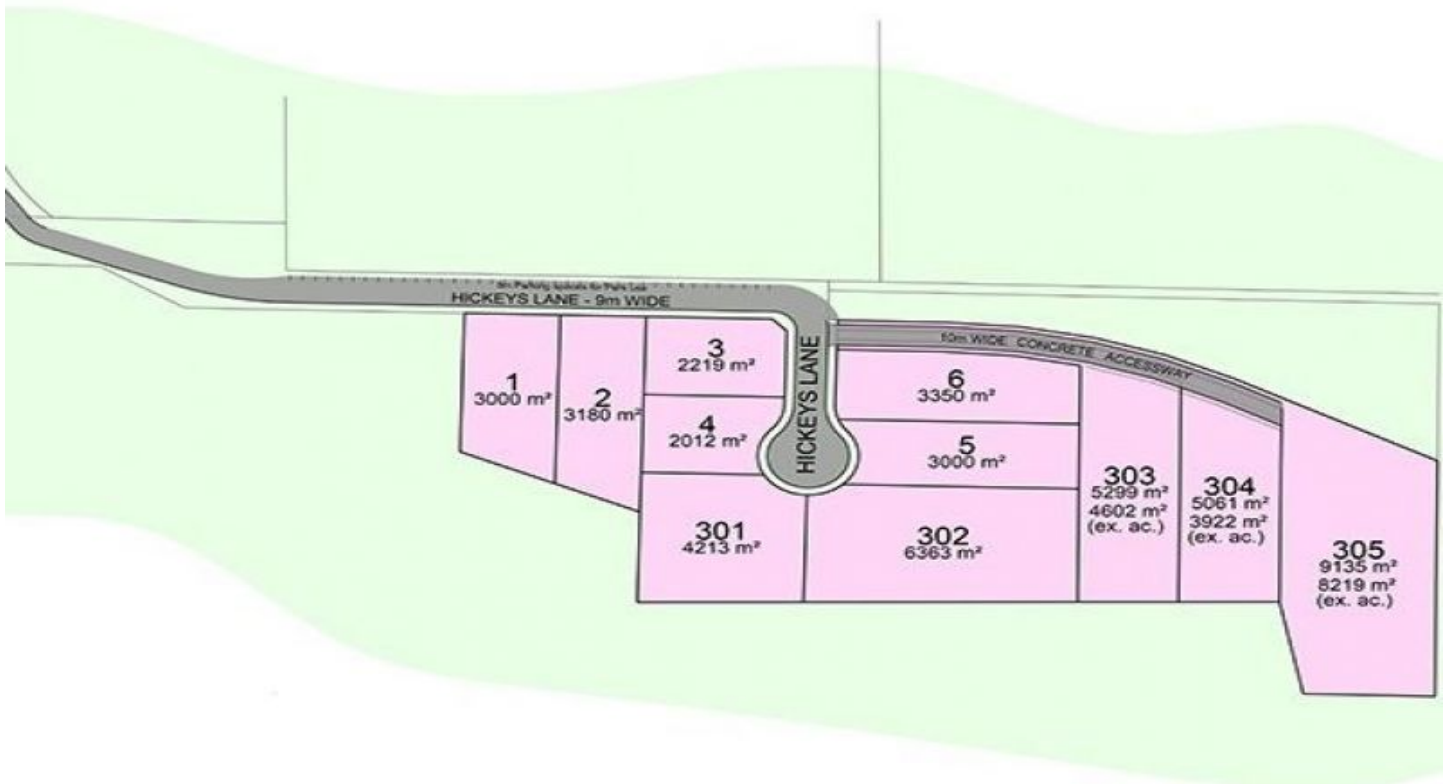 HICKEYS LANE - 9m WIDE
HICKEYS LANE
10m WIDE CONCRETE ACCESSWAY
1
3000 m²
2
3180 m²
3
2219 m²
4
2012 m²
6
3350 m²
5
3000 m²
301
4213 m²
302
6363 m²
303
5299 m²
4602 m²
(ex. ac.)
304
5061 m²
3922 m²
(ex. ac.)
305
9135 m²
8219 m²
(ex. ac.)